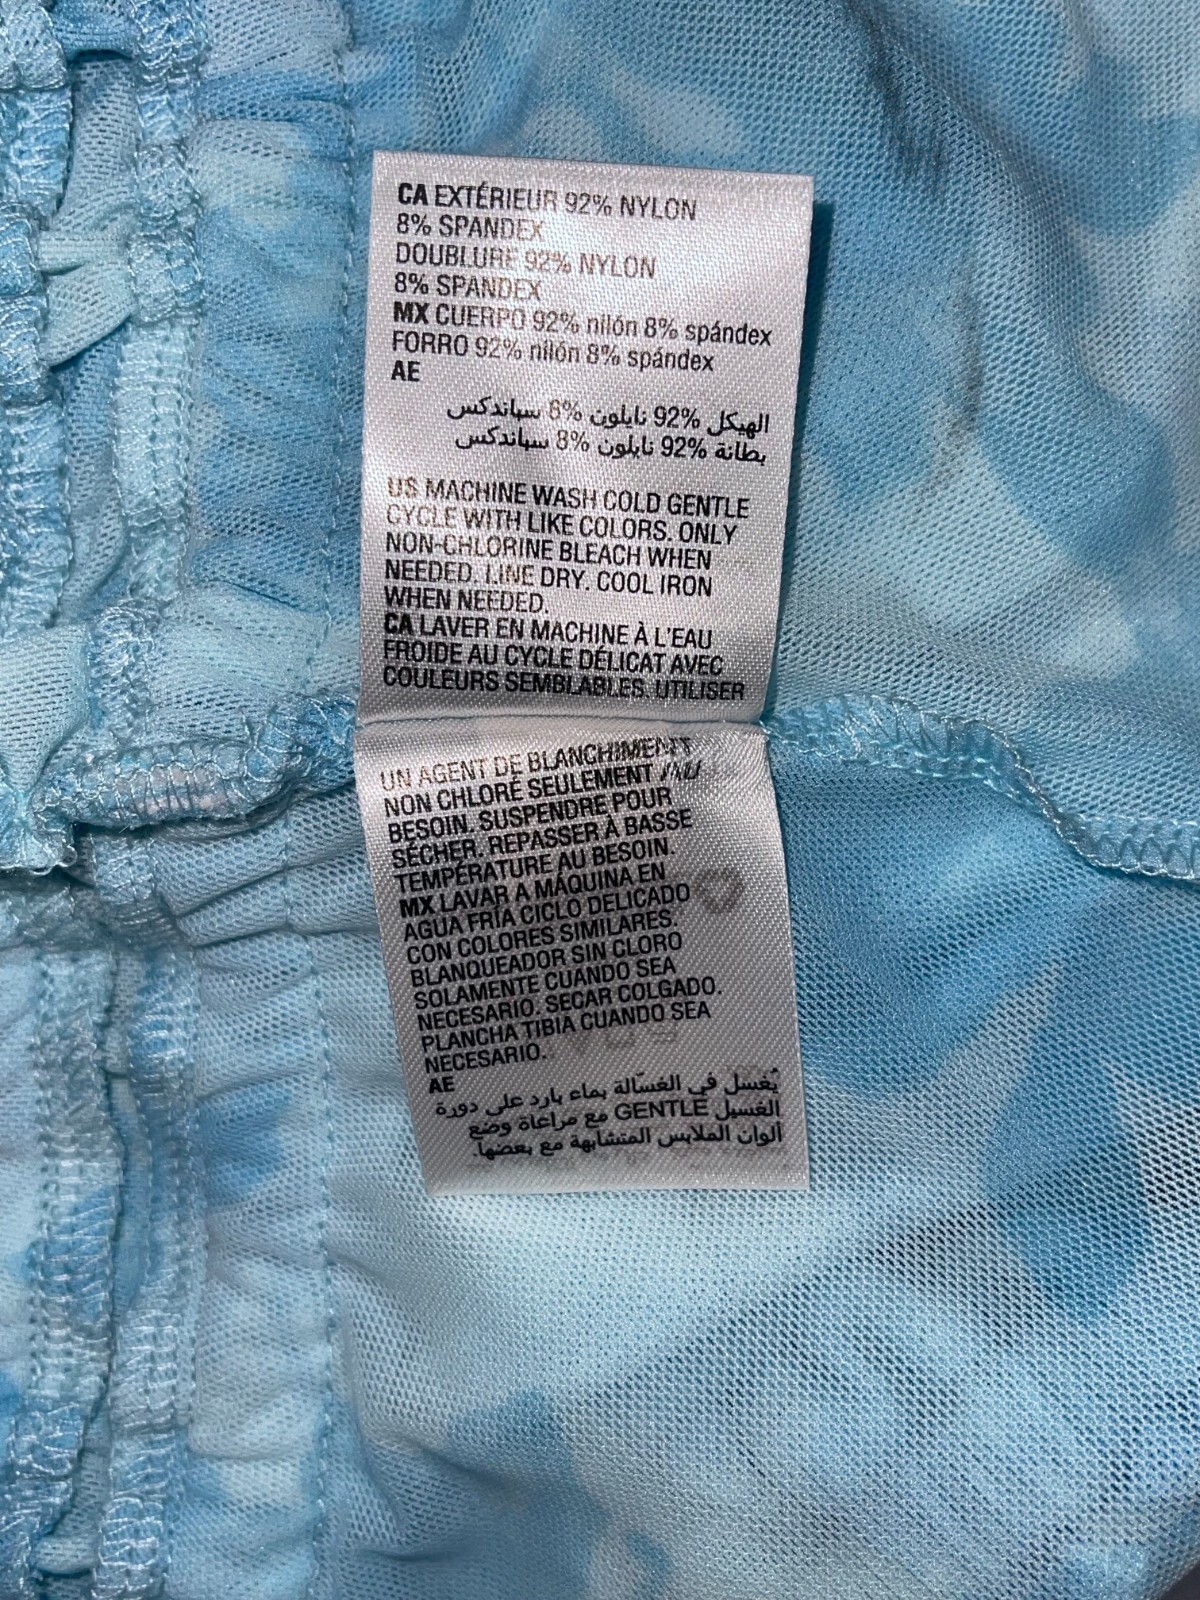 CA EXTÉRIEUR 92% NYLON
8% SPANDEX
DOUBLURE 92% NYLON
8% SPANDEX
MX CUERPO 92% nilón 8% spándex
FORRO 92% nilón 8% spándex
AE
الهيكل 92% نايلون 8% سباندكس
بطانة 92% نايلون 8% سباندكس
US MACHINE WASH COLD GENTLE
CYCLE WITH LIKE COLORS. ONLY
NON-CHLORINE BLEACH WHEN
NEEDED. LINE DRY. COOL IRON
WHEN NEEDED.
CA LAVER EN MACHINE À L'EAU
FROIDE AU CYCLE DÉLICAT AVEC
COULEURS SEMBLABLES. UTILISER
UN AGENT DE BLANCHIMENT
NON CHLORÉ SEULEMENT AU
BESOIN. SUSPENDRE POUR
SÉCHER. REPASSER À BASSE
TEMPÉRATURE AU BESOIN.
MX LAVAR A MÁQUINA EN
AGUA FRÍA CICLO DELICADO
CON COLORES SIMILARES.
BLANQUEADOR SIN CLORO
SOLAMENTE CUANDO SEA
NECESARIO. SECAR COLGADO.
PLANCHA TIBIA CUANDO SEA
NECESARIO.
AE
يُغسل في الغسّالة بماء بارد على دورة
الغسيل GENTLE مع مراعاة وضع
ألوان الملابس المتشابهة مع بعضها.